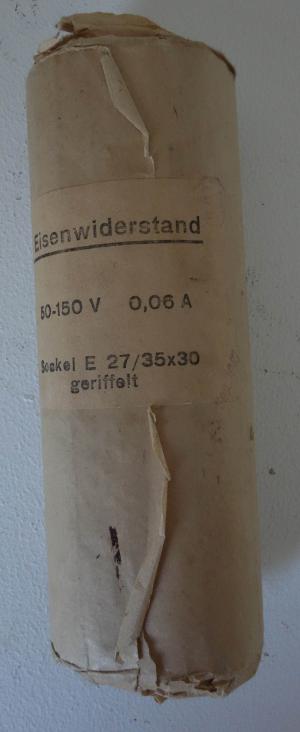 Eisenwiderstand
50-150 V 0,06 A
Sockel E 27/35x30
geriffelt